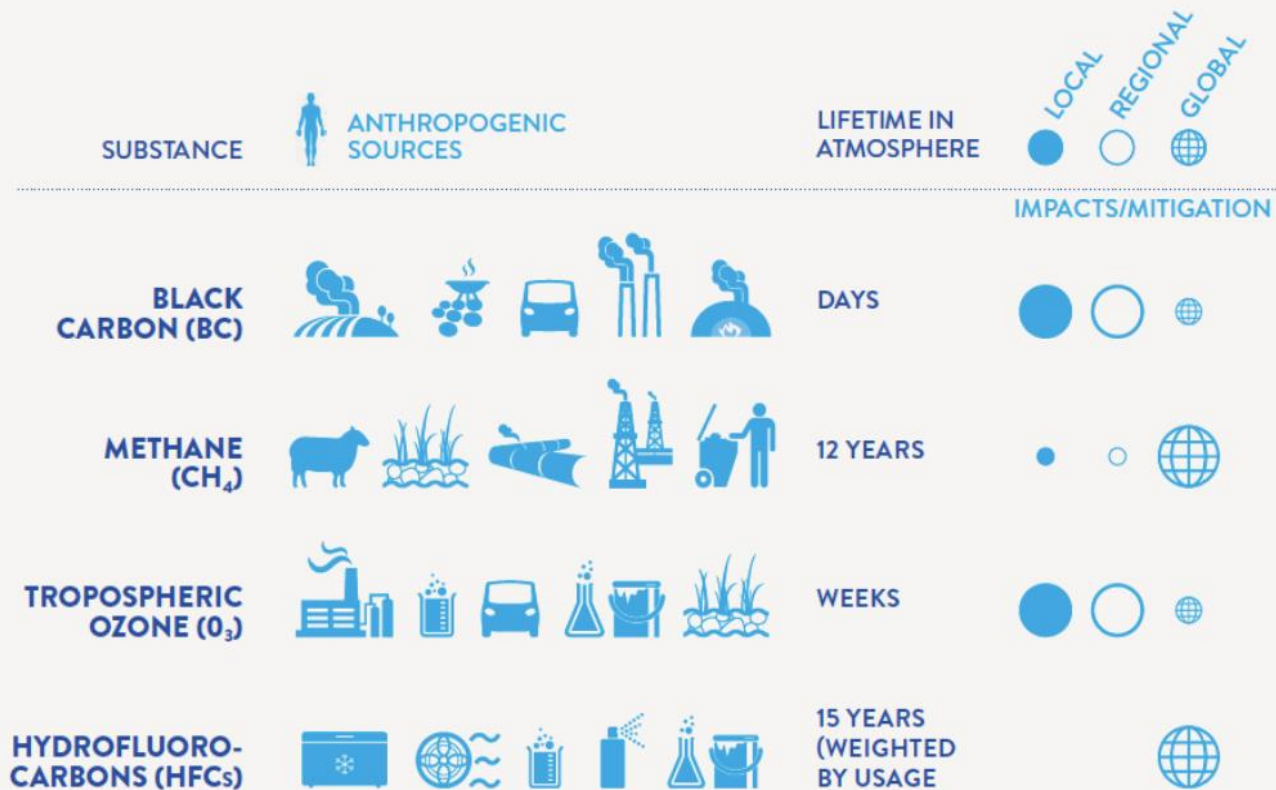 SUBSTANCE
ANTHROPOGENIC
SOURCES
LIFETIME IN
ATMOSPHERE
LOCAL
REGIONAL
GLOBAL
IMPACTS/MITIGATION
BLACK
CARBON (BC)
DAYS
METHANE
(CH₄)
12 YEARS
TROPOSPHERIC
OZONE (0₃)
WEEKS
HYDROFLUORO-
CARBONS (HFCs)
15 YEARS
(WEIGHTED
BY USAGE